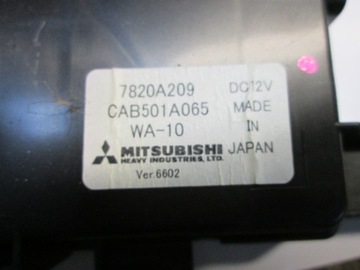 7820A209 DC12V
CAB501A065 MADE
WA-10 IN
MITSUBISHI JAPAN
HEAVY INDUSTRIES, LTD.
Ver.6602